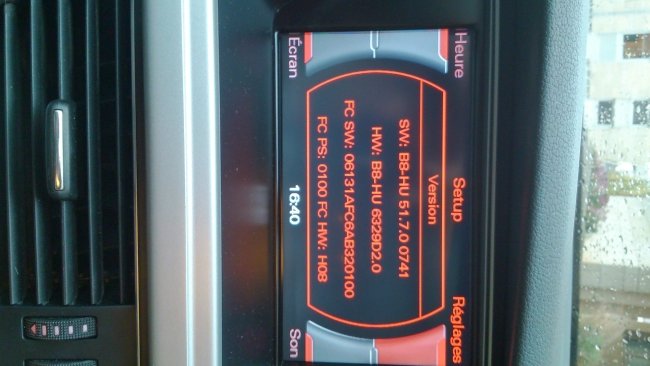 Heure Setup Réglages
Version
SW: B8-HU 51.7.0 0741
HW: B8-HU 6329D2.0
FC SW: 06131AFC6AB320100
FC PS: 0100 FC HW: H08
Écran 16:40 Son